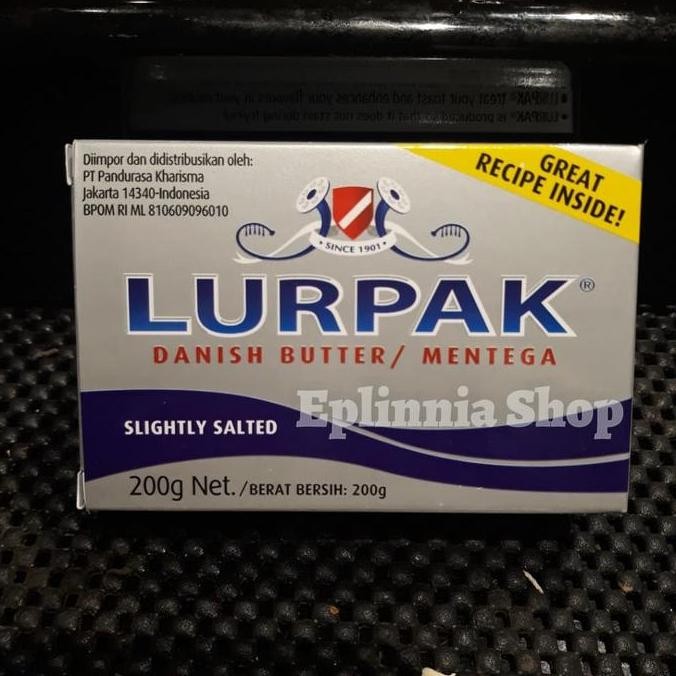 Diimpor dan didistribusikan oleh:
PT Pandurasa Kharisma
Jakarta 14340-Indonesia
BPOM RI ML 810609096010
GREAT
RECIPE INSIDE!
SINCE 1901
LURPAK®
DANISH BUTTER/ MENTEGA
SLIGHTLY SALTED
Eplinnia Shop
200g Net./BERAT BERSIH: 200g